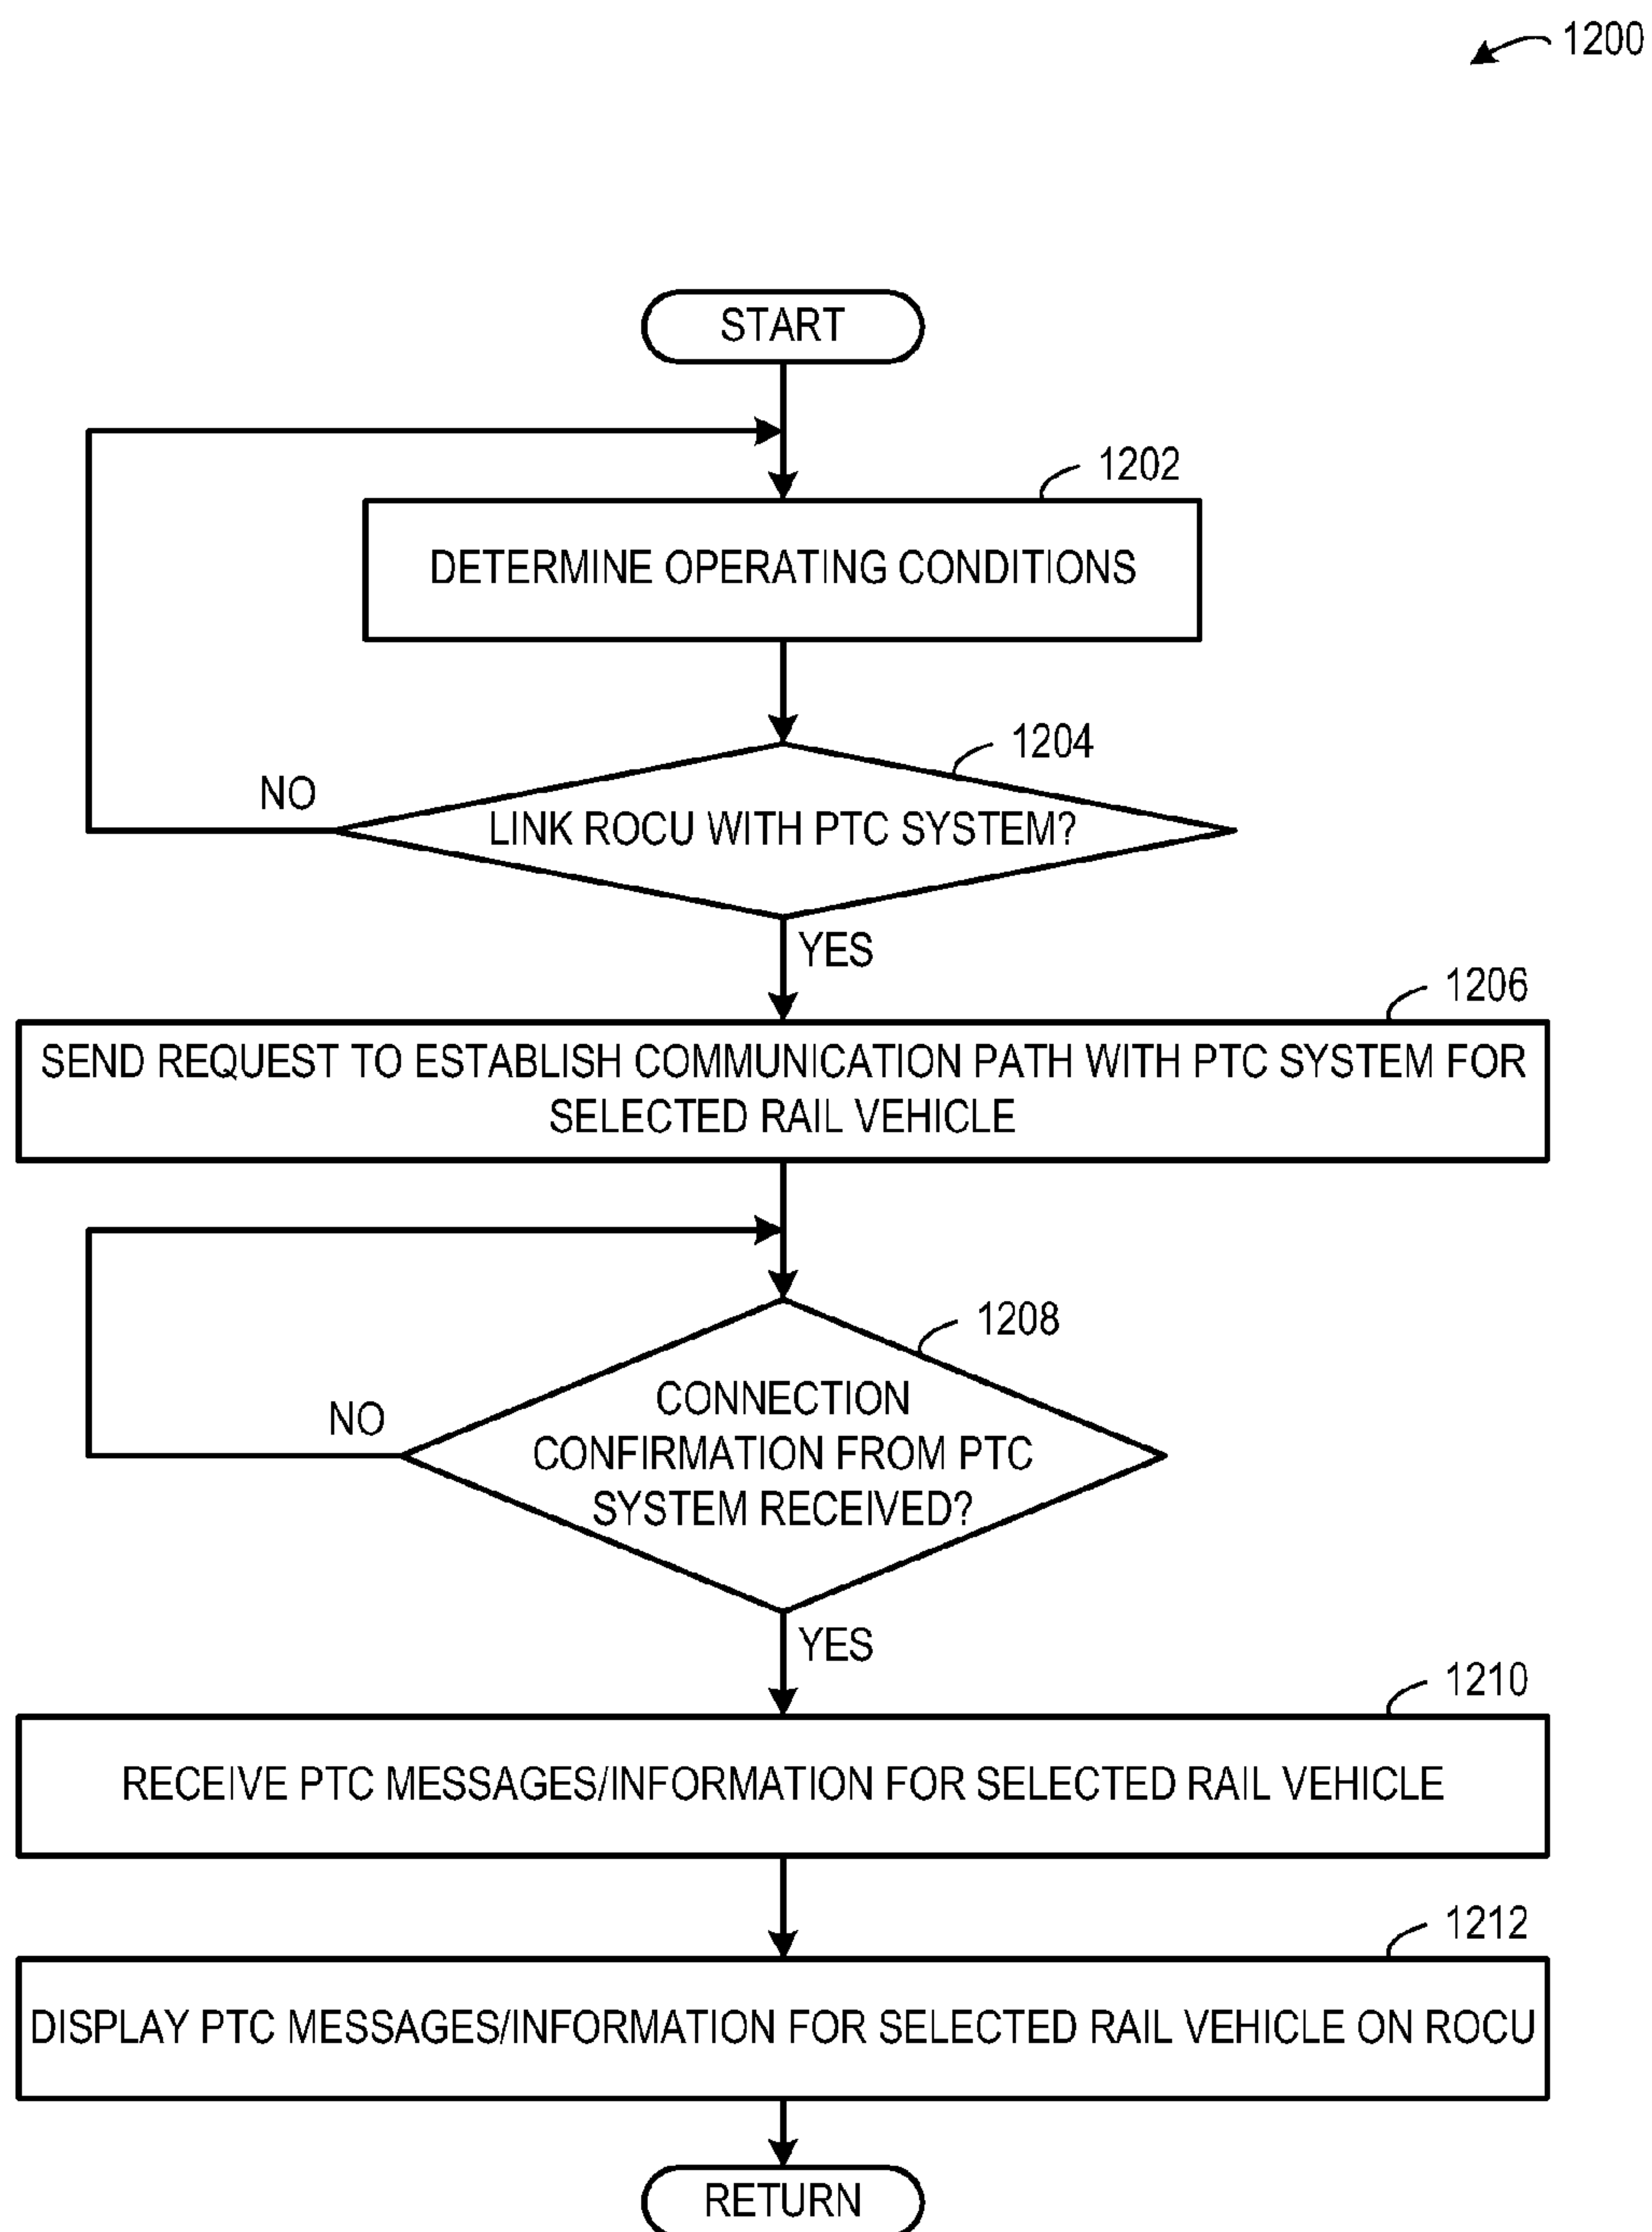 1200
START
1202
DETERMINE OPERATING CONDITIONS
1204
NO
LINK ROCU WITH PTC SYSTEM?
YES
1206
SEND REQUEST TO ESTABLISH COMMUNICATION PATH WITH PTC SYSTEM FOR
SELECTED RAIL VEHICLE
1208
CONNECTION
NO
CONFIRMATION FROM PTC
SYSTEM RECEIVED?
YES
1210
RECEIVE PTC MESSAGES/INFORMATION FOR SELECTED RAIL VEHICLE
1212
DISPLAY PTC MESSAGES/INFORMATION FOR SELECTED RAIL VEHICLE ON ROCU
RETURN